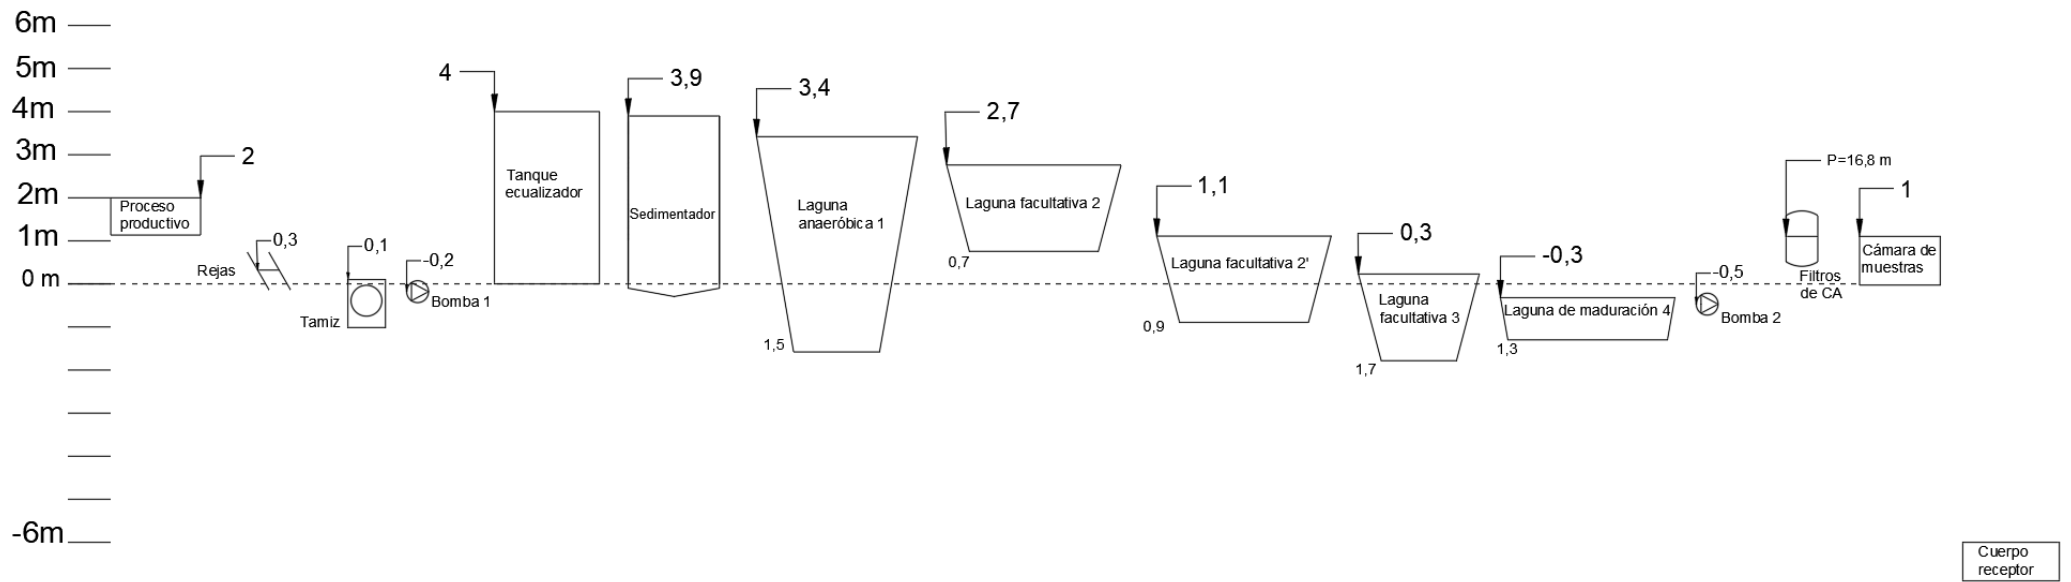 6m
5m
4m
3m
2m
1m
0 m
-6m
2
Proceso
productivo
Rejas
0,3
0,1
Tamiz
-0,2
Bomba 1
4
Tanque
ecualizador
3,9
Sedimentador
3,4
Laguna
anaeróbica 1
1,5
2,7
Laguna facultativa 2
0,7
1,1
Laguna facultativa 2'
0,9
0,3
Laguna
facultativa 3
1,7
-0,3
Laguna de maduración 4
1,3
-0,5
Bomba 2
P=16,8 m
Filtros
de CA
1
Cámara de
muestras
Cuerpo
receptor